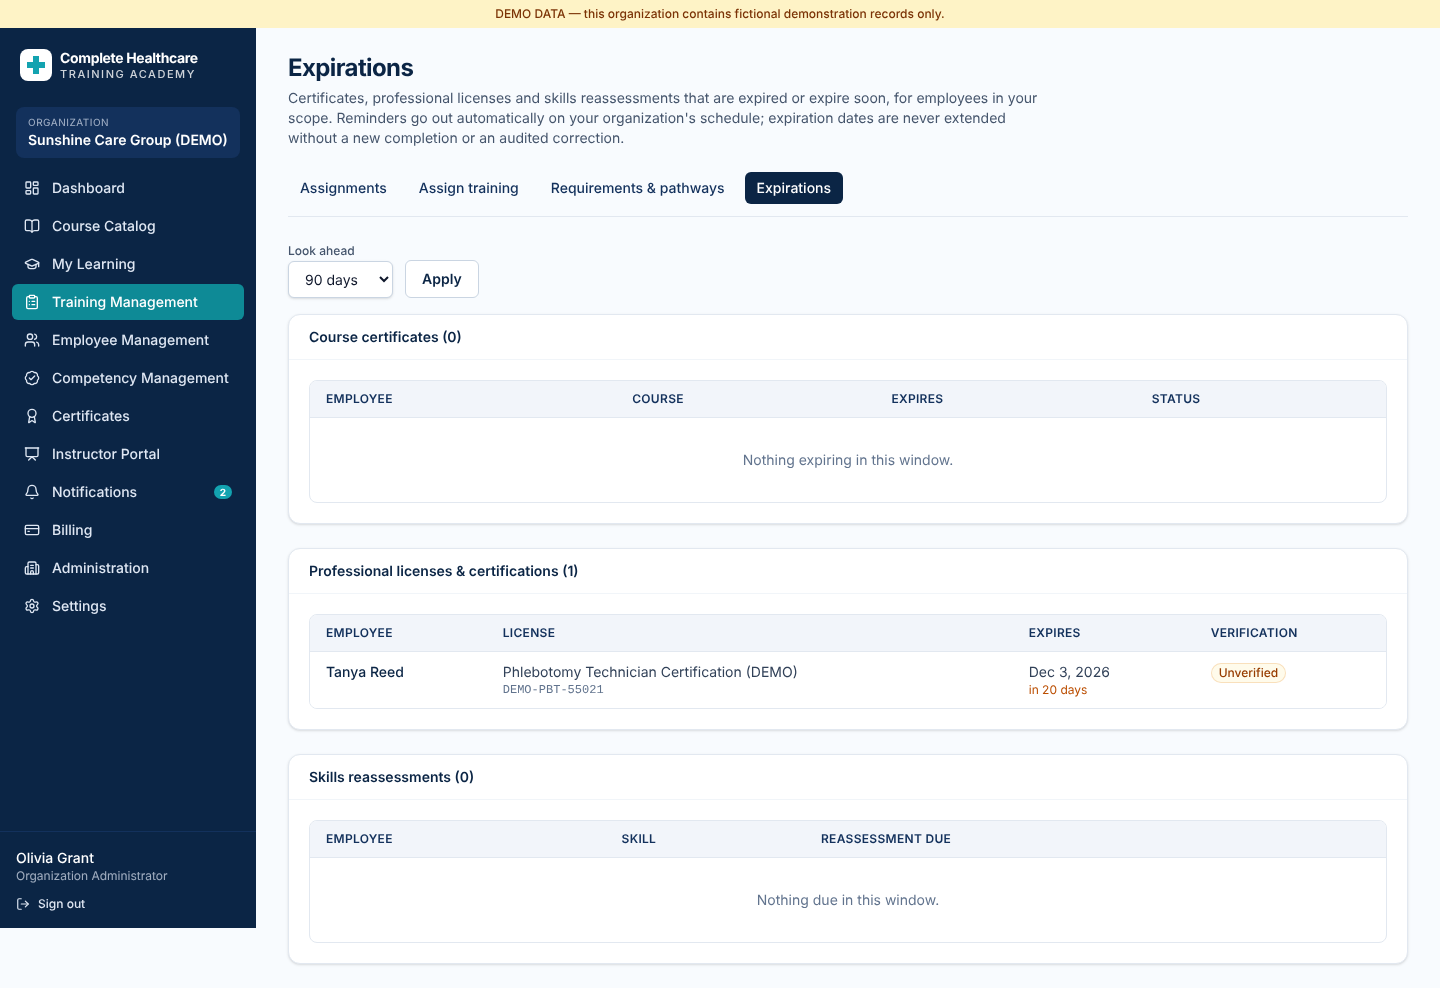 DEMO DATA — this organization contains fictional demonstration records only.
Complete Healthcare
TRAINING ACADEMY
ORGANIZATION
Sunshine Care Group (DEMO)
Dashboard
Course Catalog
My Learning
Training Management
Employee Management
Competency Management
Certificates
Instructor Portal
Notifications 2
Billing
Administration
Settings
Olivia Grant
Organization Administrator
Sign out
Expirations
Certificates, professional licenses and skills reassessments that are expired or expire soon, for employees in your
scope. Reminders go out automatically on your organization's schedule; expiration dates are never extended
without a new completion or an audited correction.
Assignments Assign training Requirements & pathways Expirations
Look ahead
90 days Apply
Course certificates (0)
EMPLOYEE COURSE EXPIRES STATUS
Nothing expiring in this window.
Professional licenses & certifications (1)
EMPLOYEE LICENSE EXPIRES VERIFICATION
Tanya Reed Phlebotomy Technician Certification (DEMO) Dec 3, 2026 Unverified
DEMO-PBT-55021 in 20 days
Skills reassessments (0)
EMPLOYEE SKILL REASSESSMENT DUE
Nothing due in this window.